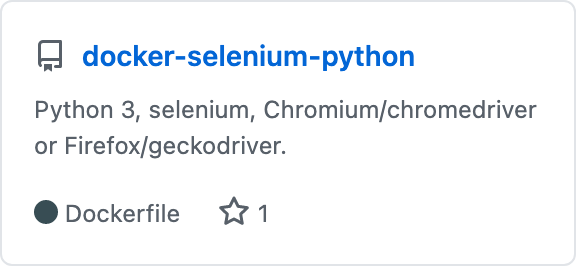 docker-selenium-python
Python 3, selenium, Chromium/chromedriver
or Firefox/geckodriver.
Dockerfile 1